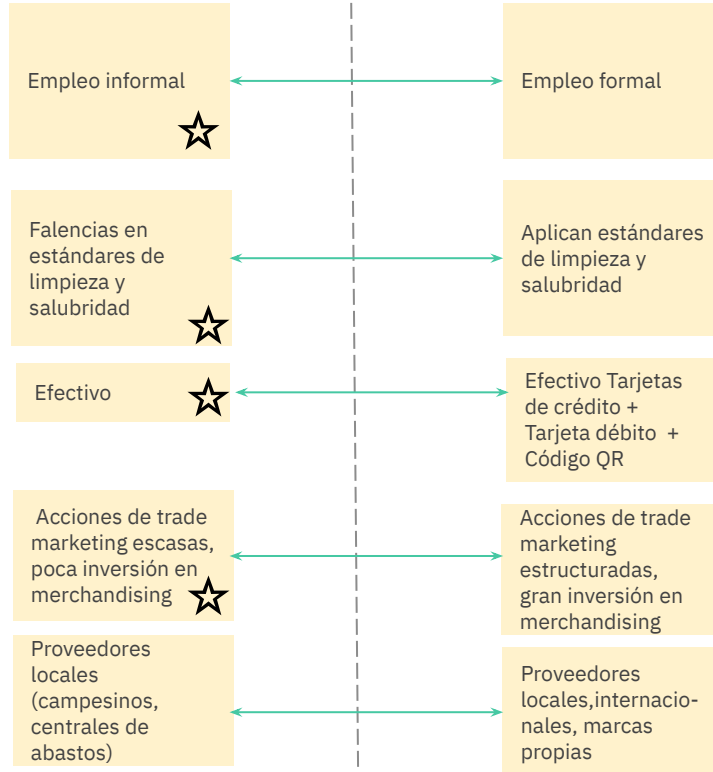 Empleo informal
Empleo formal
Falencias en
estándares de
limpieza y
salubridad
Aplican estándares
de limpieza y
salubridad
Efectivo
Efectivo Tarjetas
de crédito +
Tarjeta débito +
Código QR
Acciones de trade
marketing escasas,
poca inversión en
merchandising
Acciones de trade
marketing
estructuradas,
gran inversión en
merchandising
Proveedores
locales
(campesinos,
centrales de
abastos)
Proveedores
locales,internacio-
nales, marcas
propias